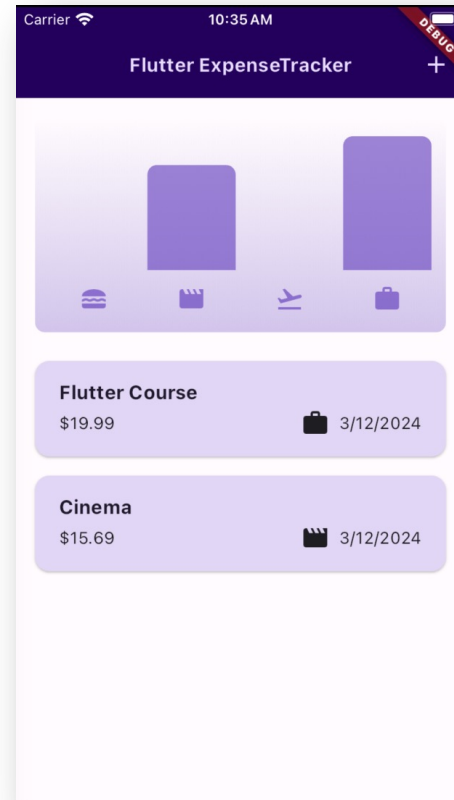 Carrier 10:35 AM
DEBUG
Flutter ExpenseTracker +
Flutter Course
$19.99 3/12/2024
Cinema
$15.69 3/12/2024